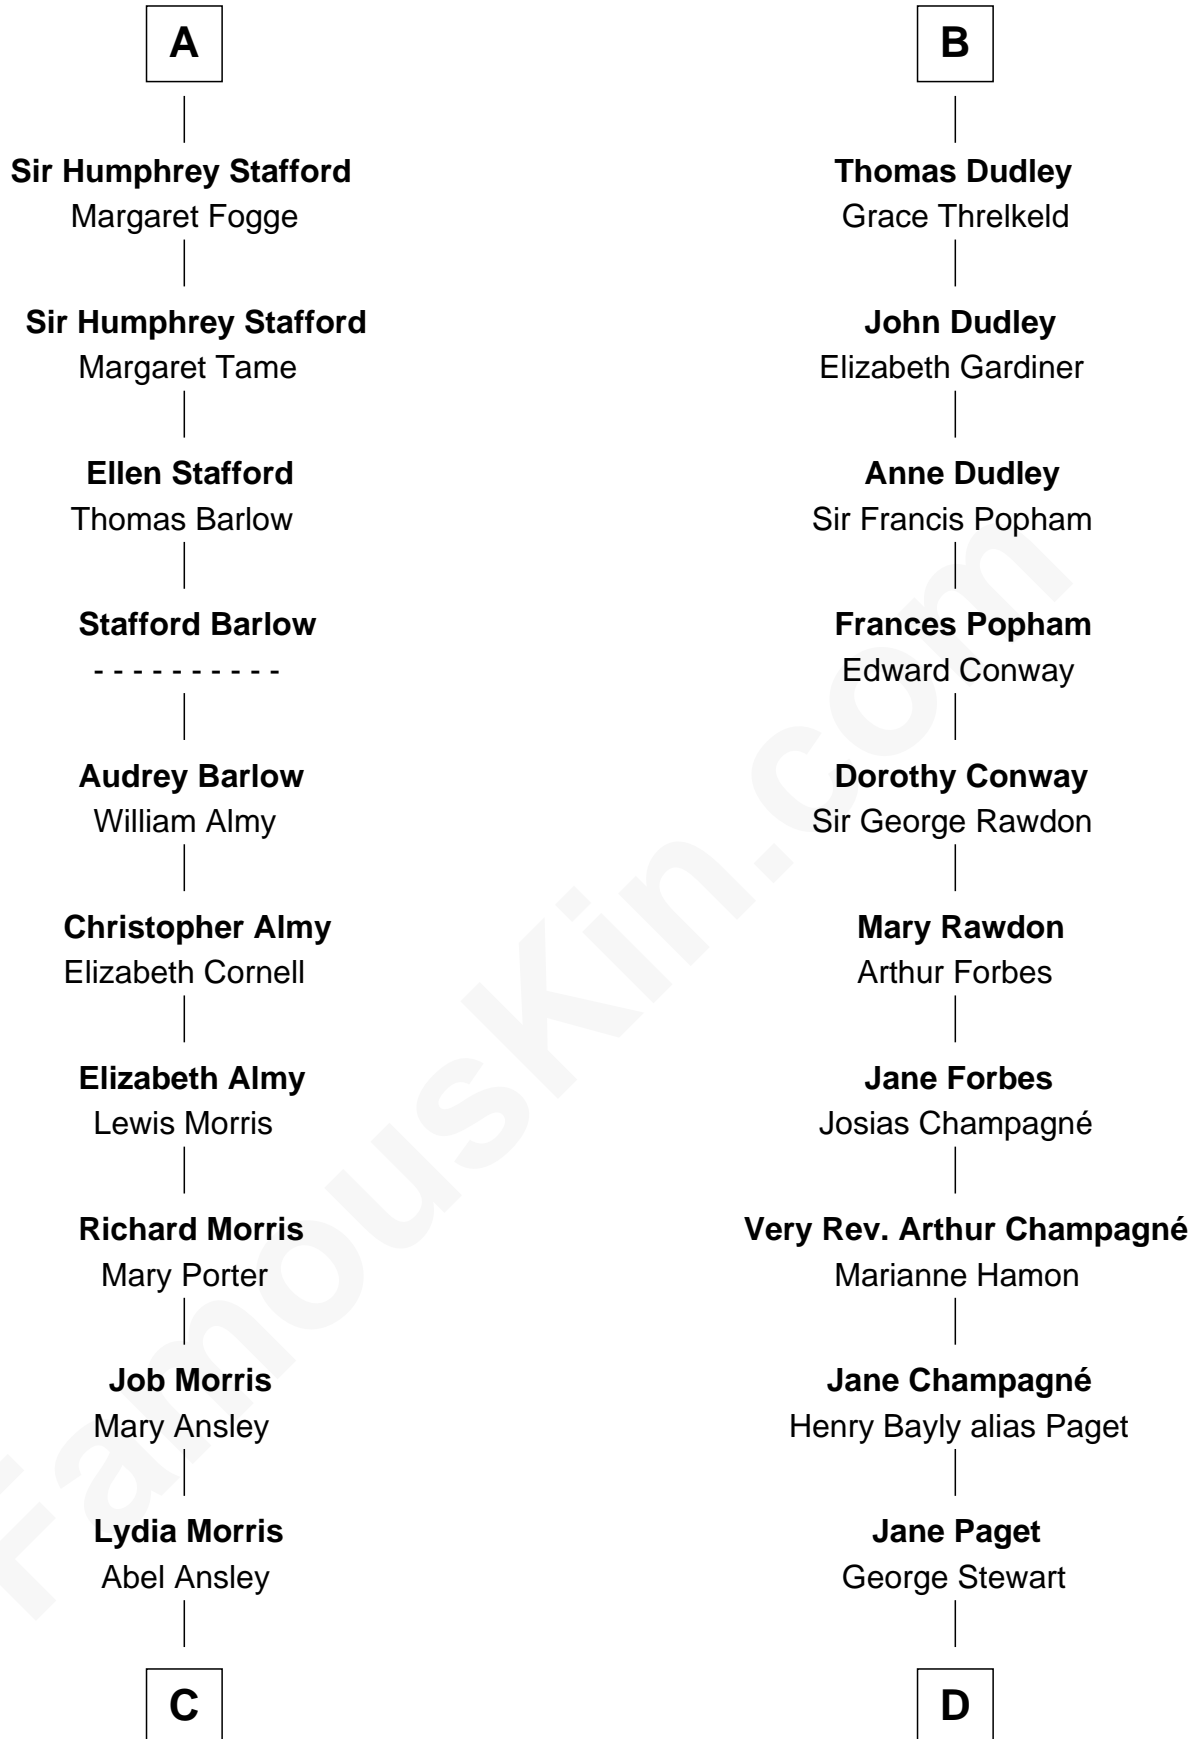 A
Sir Humphrey Stafford
Margaret Fogge
Sir Humphrey Stafford
Margaret Tame
Ellen Stafford
Thomas Barlow
Stafford Barlow
- - - - - - - - - -
Audrey Barlow
William Almy
Christopher Almy
Elizabeth Cornell
Elizabeth Almy
Lewis Morris
Richard Morris
Mary Porter
Job Morris
Mary Ansley
Lydia Morris
Abel Ansley
C
B
Thomas Dudley
Grace Threlkeld
John Dudley
Elizabeth Gardiner
Anne Dudley
Sir Francis Popham
Frances Popham
Edward Conway
Dorothy Conway
Sir George Rawdon
Mary Rawdon
Arthur Forbes
Jane Forbes
Josias Champagné
Very Rev. Arthur Champagné
Marianne Hamon
Jane Champagné
Henry Bayly alias Paget
Jane Paget
George Stewart
D
FamousKin.com